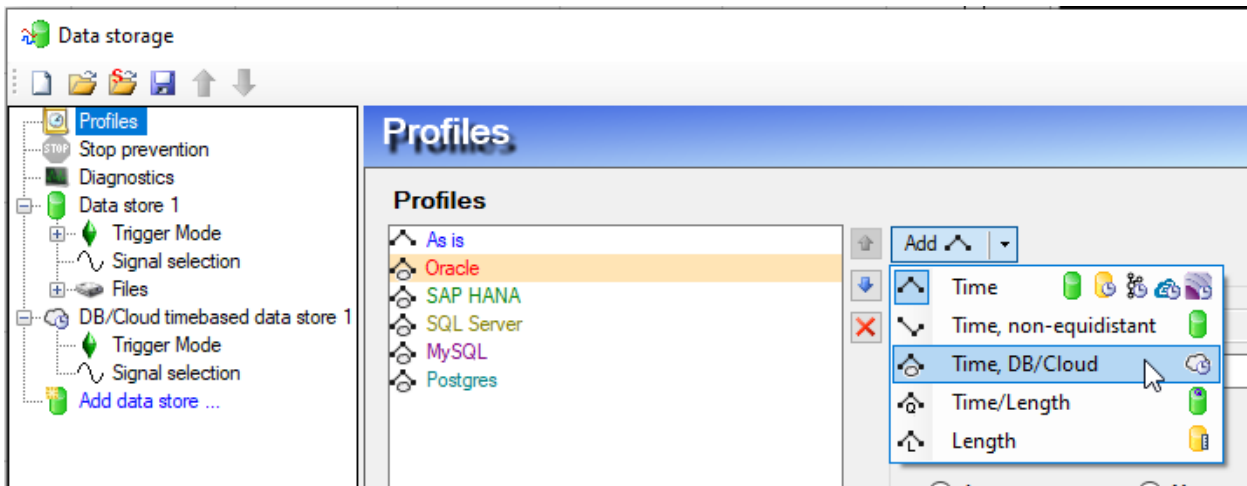 Data storage
Profiles
STOP
Stop prevention
Diagnostics
Data store 1
Trigger Mode
Signal selection
Files
DB/Cloud timebased data store 1
Trigger Mode
Signal selection
Add data store ...
Profiles
Profiles
As is
Oracle
SAP HANA
SQL Server
MySQL
Postgres
Add
Time
Time, non-equidistant
Time, DB/Cloud
Time/Length
Length